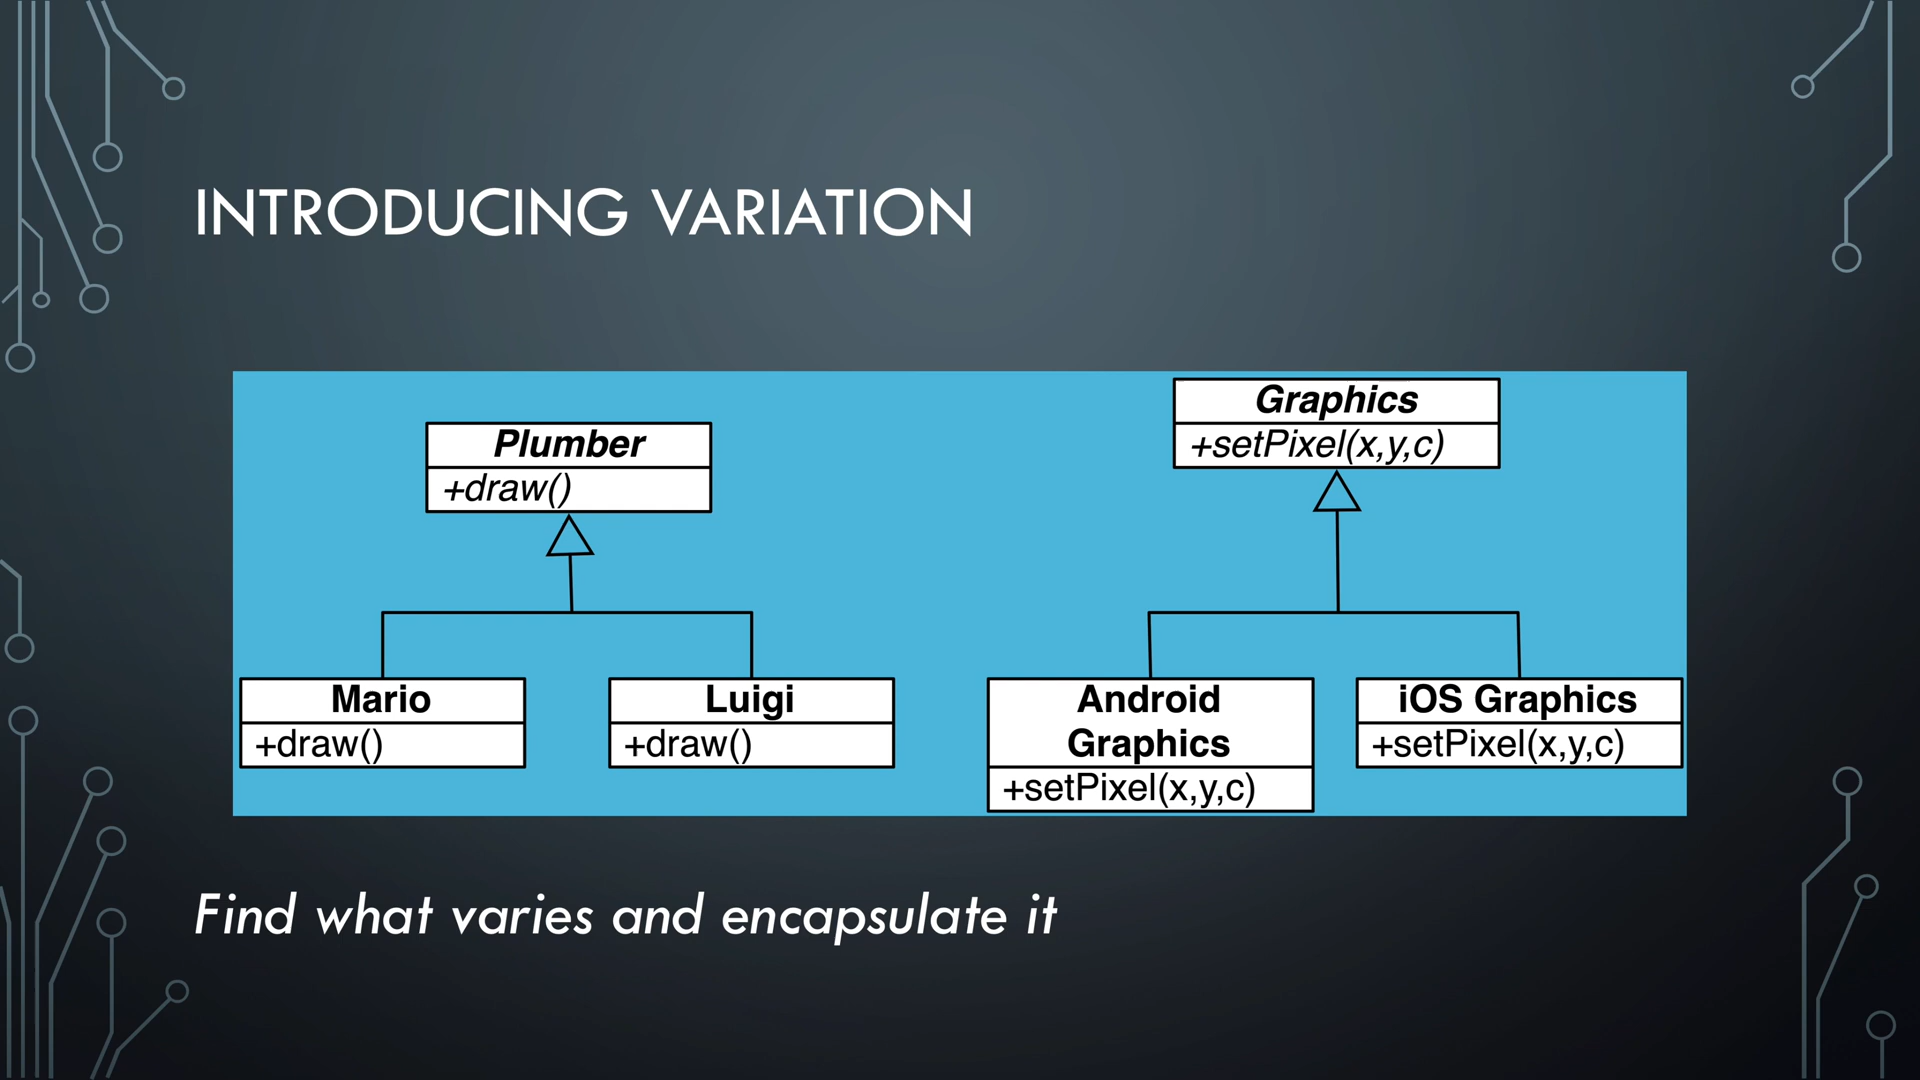 INTRODUCING VARIATION
Plumber
+draw()
Mario
+draw()
Luigi
+draw()
Graphics
+setPixel(x,y,c)
Android
Graphics
+setPixel(x,y,c)
iOS Graphics
+setPixel(x,y,c)
Find what varies and encapsulate it